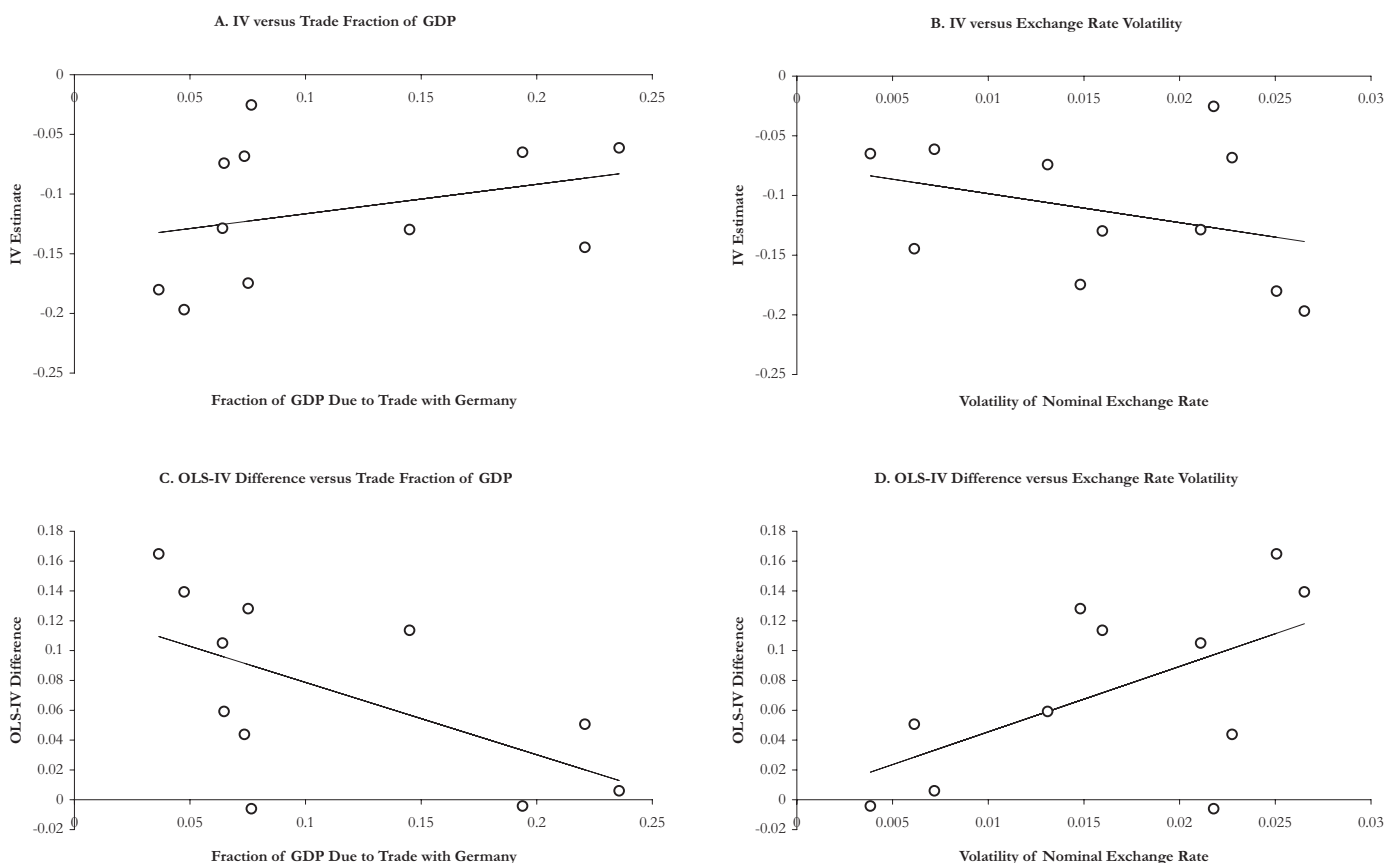 A. IV versus Trade Fraction of GDP
0
0 0.05 0.1 0.15 0.2 0.25
-0.05
-0.1
-0.15
-0.2
-0.25
IV Estimate
Fraction of GDP Due to Trade with Germany
B. IV versus Exchange Rate Volatility
0
0 0.005 0.01 0.015 0.02 0.025 0.03
-0.05
-0.1
-0.15
-0.2
-0.25
IV Estimate
Volatility of Nominal Exchange Rate
C. OLS-IV Difference versus Trade Fraction of GDP
0.18
0.16
0.14
0.12
0.1
0.08
0.06
0.04
0.02
0
-0.02
0 0.05 0.1 0.15 0.2 0.25
OLS-IV Difference
Fraction of GDP Due to Trade with Germany
D. OLS-IV Difference versus Exchange Rate Volatility
0.18
0.16
0.14
0.12
0.1
0.08
0.06
0.04
0.02
0
-0.02
0 0.005 0.01 0.015 0.02 0.025 0.03
OLS-IV Difference
Volatility of Nominal Exchange Rate